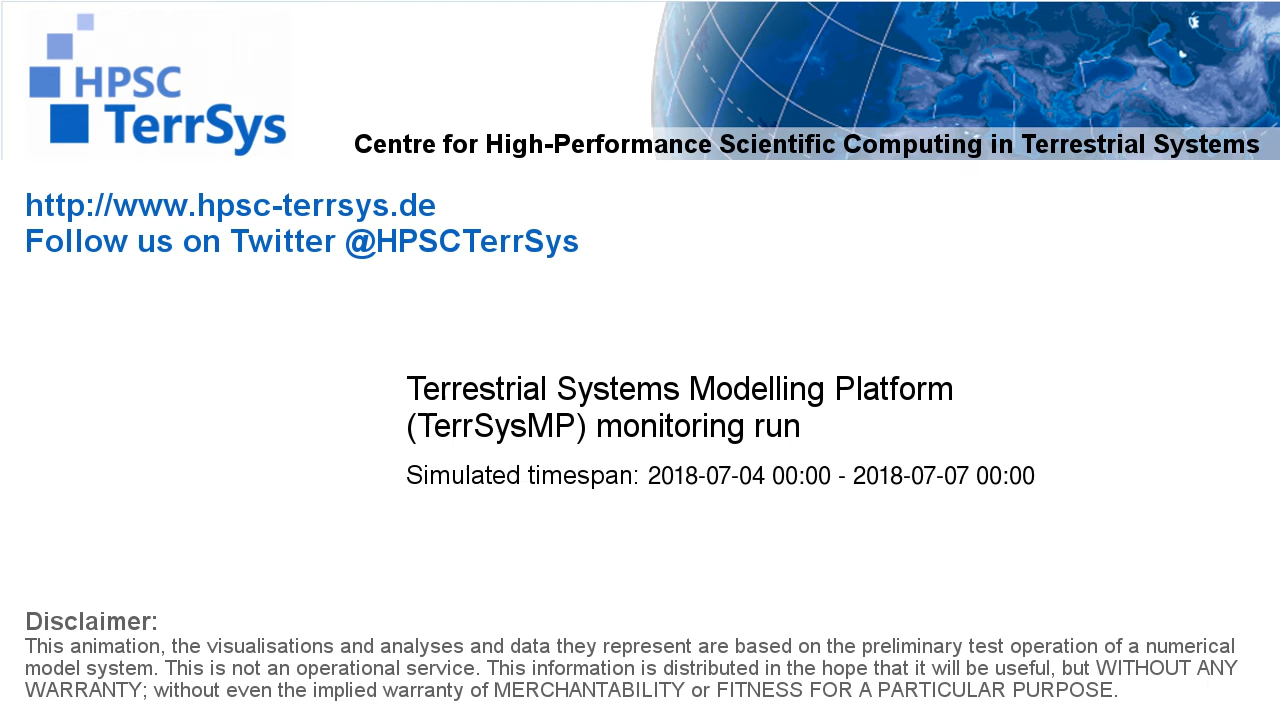 HPSC
TerrSys
Centre for High-Performance Scientific Computing in Terrestrial Systems
http://www.hpsc-terrsys.de
Follow us on Twitter @HPSCTerrSys
Terrestrial Systems Modelling Platform
(TerrSysMP) monitoring run
Simulated timespan: 2018-07-04 00:00 - 2018-07-07 00:00
Disclaimer:
This animation, the visualisations and analyses and data they represent are based on the preliminary test operation of a numerical
model system. This is not an operational service. This information is distributed in the hope that it will be useful, but WITHOUT ANY
WARRANTY; without even the implied warranty of MERCHANTABILITY or FITNESS FOR A PARTICULAR PURPOSE.